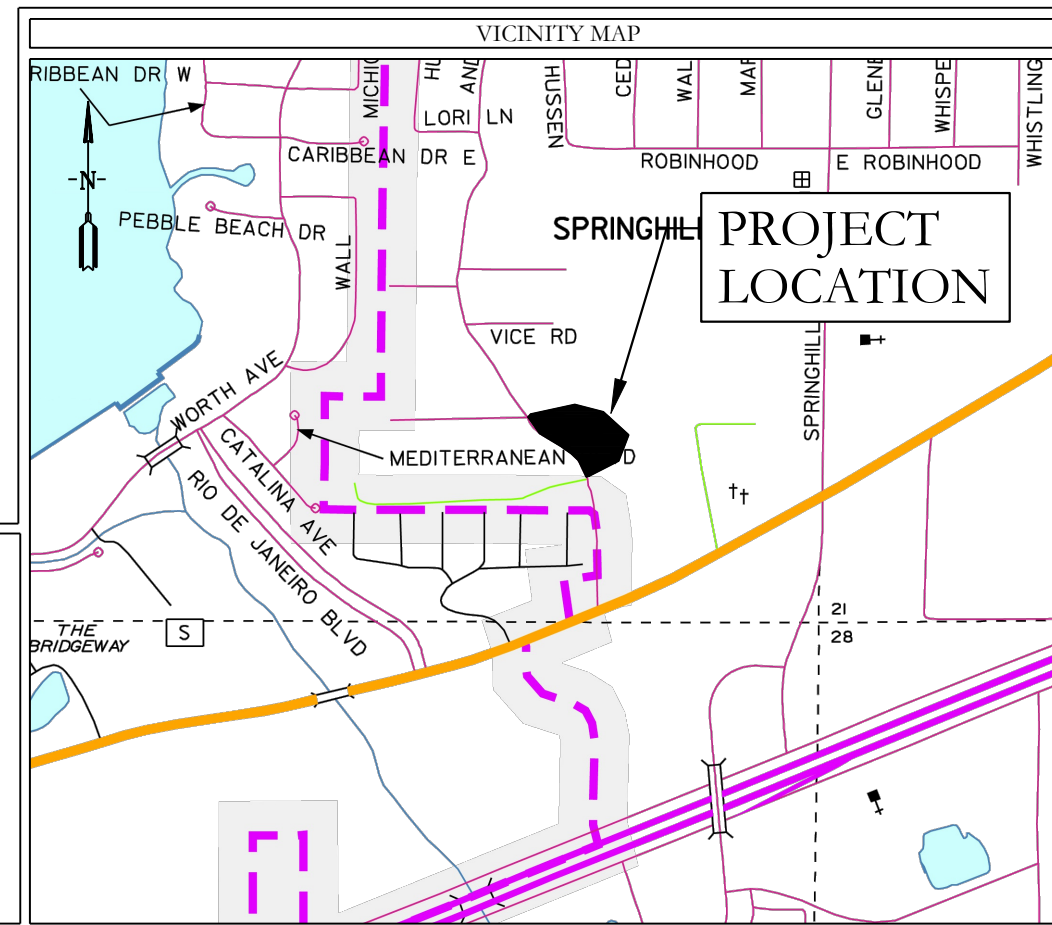 VICINITY MAP
RIBBEAN DR W
MICHIC
HU
AND
LORI LN
HUSSEN
CED
WAL
MAR
GLENE
WHISPE
WHISTLING
CARIBBEAN DR E
ROBINHOOD
E ROBINHOOD
-N-
PEBBLE BEACH DR
WALL
SPRINGHILL
PROJECT
LOCATION
VICE RD
SPRINGHILL
WORTH AVE
CATALINA AVE
MEDITERRANEAN
D
RIO DE JANEIRO BLVD
21
28
THE
BRIDGEWAY
S